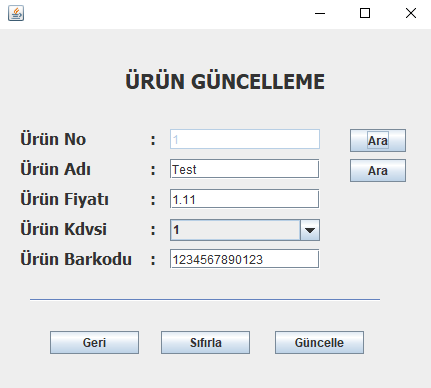 ÜRÜN GÜNCELLEME
Ürün No : 1 Ara
Ürün Adı : Test Ara
Ürün Fiyatı : 1.11
Ürün Kdvsi : 1
Ürün Barkodu : 1234567890123
Geri Sıfırla Güncelle